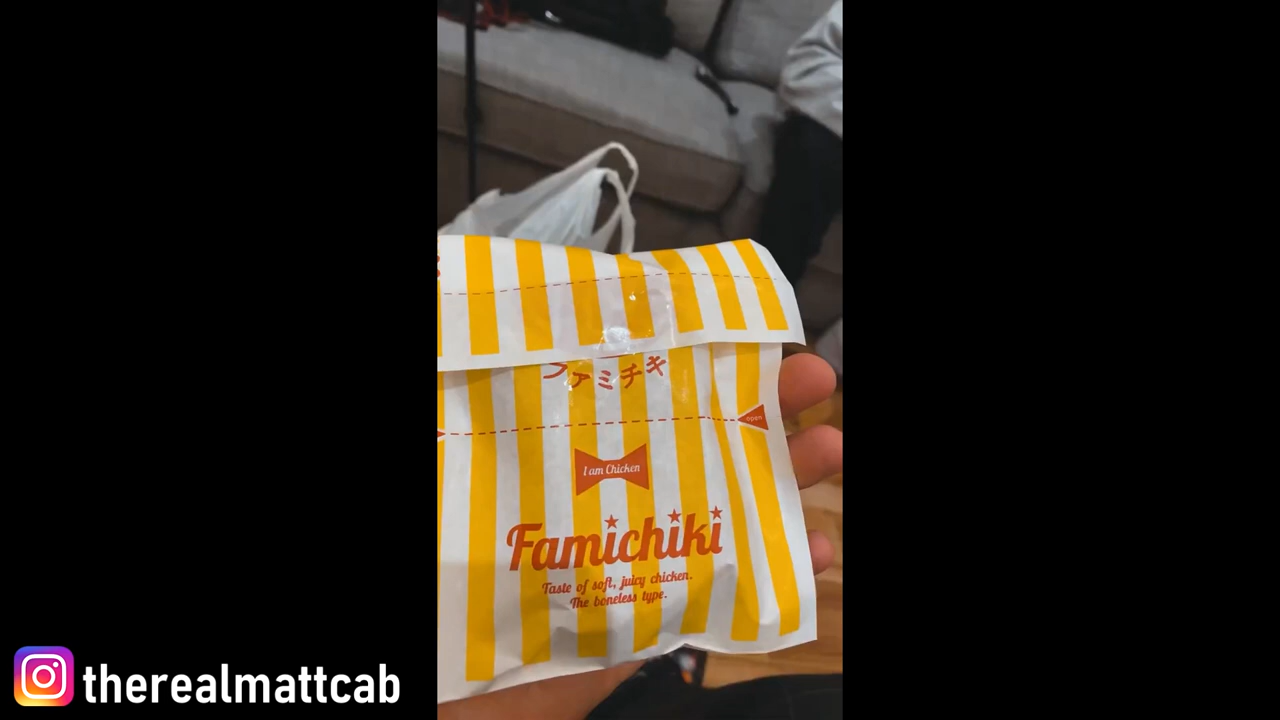 ファミチキ
open
I am Chicken
Famichiki
Taste of soft, juicy chicken.
The boneless type.
therealmattcab